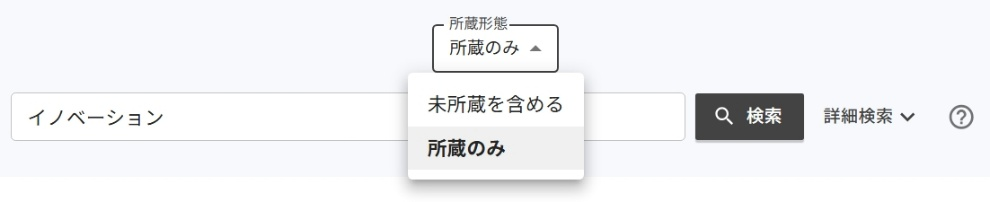 所蔵形態
所蔵のみ
未所蔵を含める
所蔵のみ
イノベーション
検索
詳細検索
?